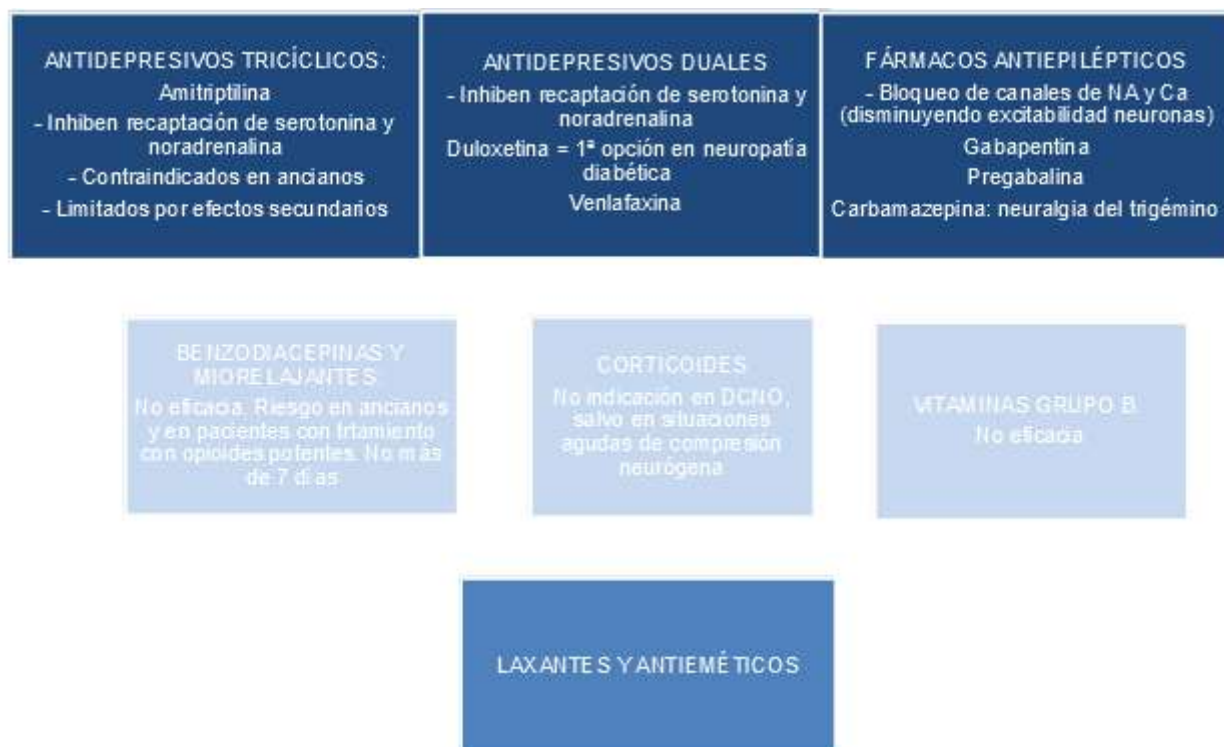 ANTIDEPRESIVOS TRICÍCLICOS:
Amitriptilina
- Inhiben recaptación de serotonina y
noradrenalina
- Contraindicados en ancianos
- Limitados por efectos secundarios
ANTIDEPRESIVOS DUALES
- Inhiben recaptación de serotonina y
noradrenalina
Duloxetina = 1ª opción en neuropatía
diabética
Venlafaxina
FÁRMACOS ANTIEPILÉPTICOS
- Bloqueo de canales de NA y Ca
(disminuyendo excitabilidad neuronas)
Gabapentina
Pregabalina
Carbamazepina: neuralgia del trigémino
BENZODIACEPINAS Y
MIORELAJANTES
No eficacia. Riesgo en ancianos
y en pacientes con trtamiento
con opioides potentes. No más
de 7 días
CORTICOIDES
No indicación en DCNO,
salvo en situaciones
agudas de compresión
neurógena
VITAMINAS GRUPO B
No eficacia
LAXANTES Y ANTIEMÉTICOS